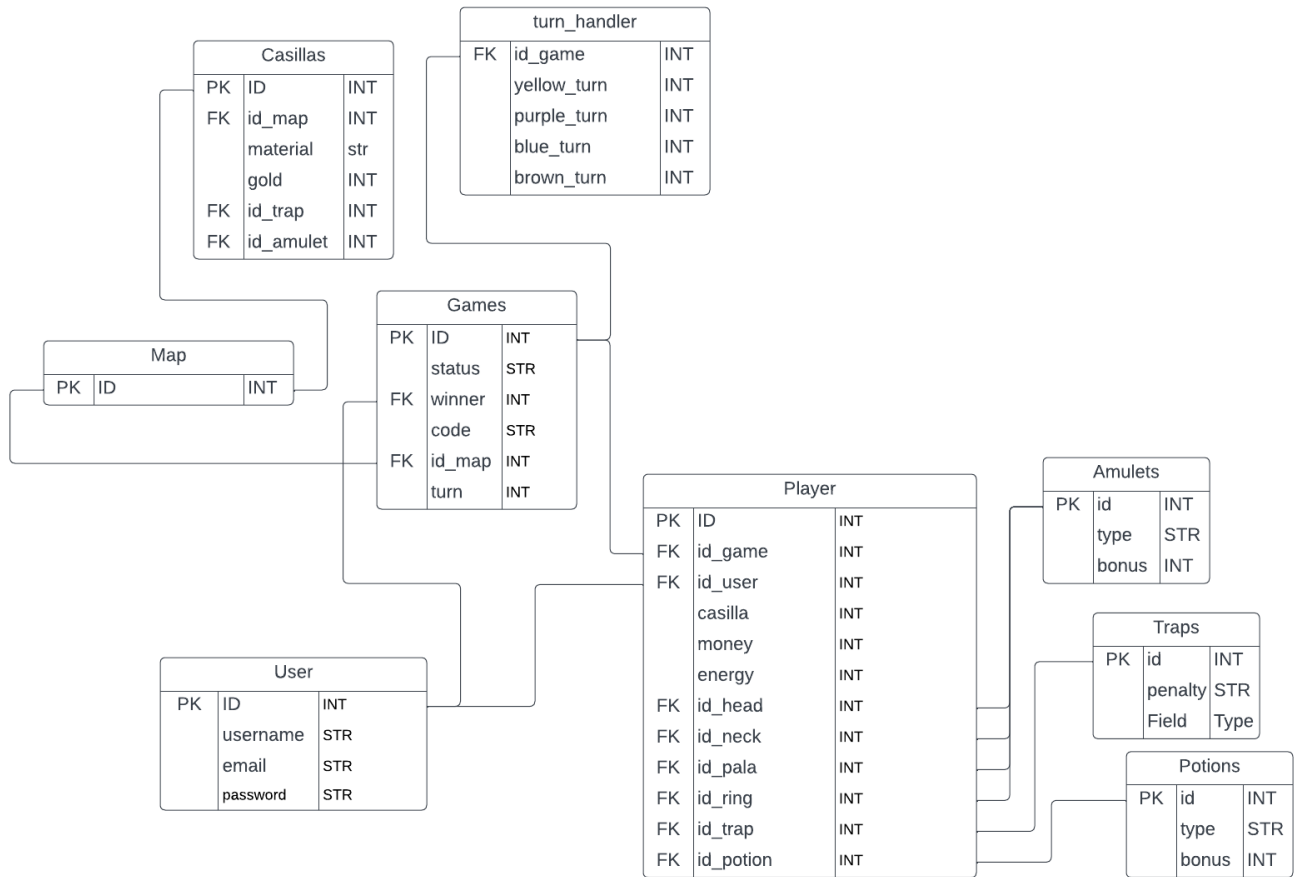 turn_handler
FK id_game INT
yellow_turn INT
purple_turn INT
blue_turn INT
brown_turn INT
Casillas
PK ID INT
FK id_map INT
material str
gold INT
FK id_trap INT
FK id_amulet INT
Games
PK ID INT
status STR
FK winner INT
code STR
FK id_map INT
turn INT
Map
PK ID INT
Player
PK ID INT
FK id_game INT
FK id_user INT
casilla INT
money INT
energy INT
FK id_head INT
FK id_neck INT
FK id_pala INT
FK id_ring INT
FK id_trap INT
FK id_potion INT
Amulets
PK id INT
type STR
bonus INT
Traps
PK id INT
penalty STR
Field Type
User
PK ID INT
username STR
email STR
password STR
Potions
PK id INT
type STR
bonus INT